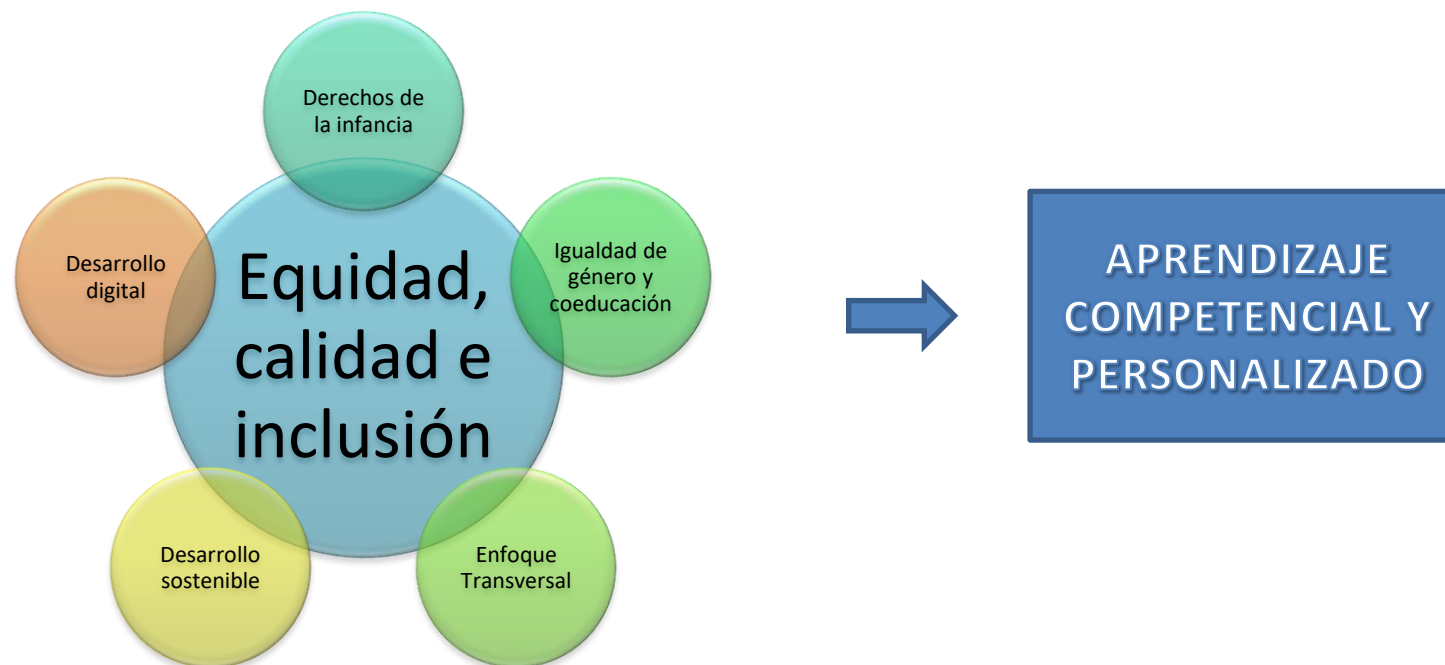 Derechos de
la infancia
Desarrollo
digital
Equidad,
calidad e
inclusión
Igualdad de
género y
coeducación
Desarrollo
sostenible
Enfoque
Transversal
APRENDIZAJE
COMPETENCIAL Y
PERSONALIZADO